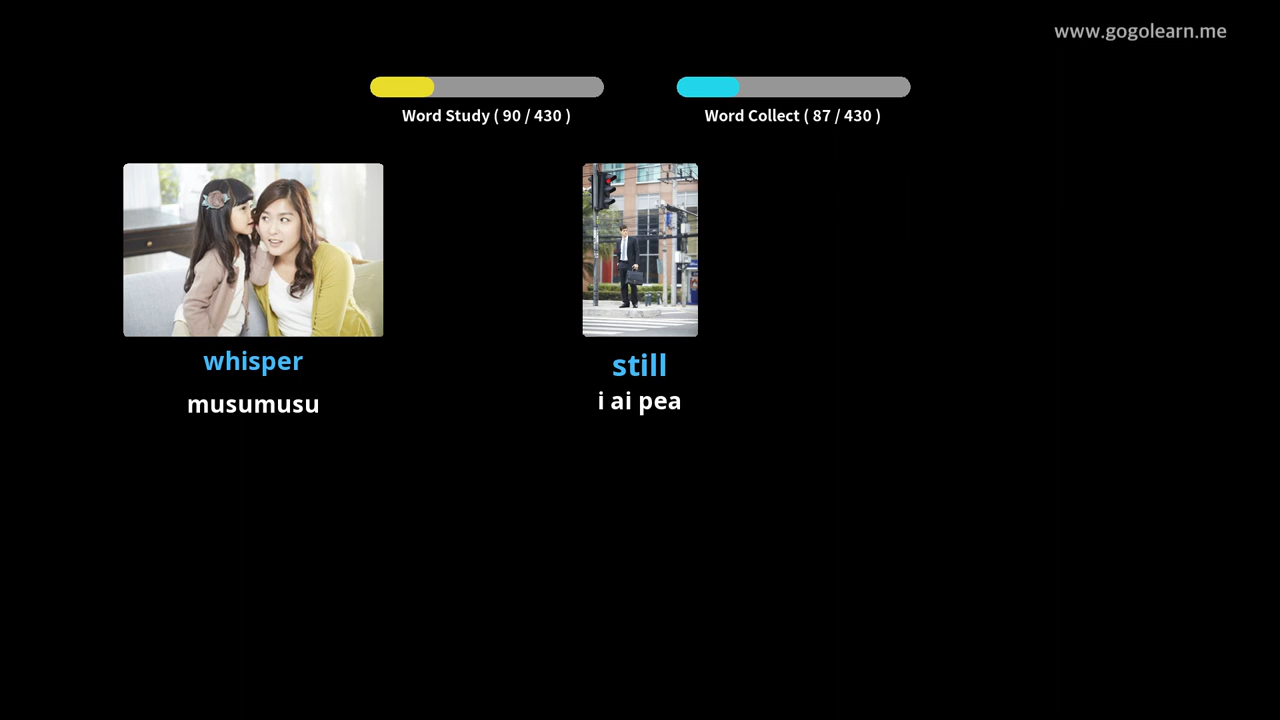 www.gogolearn.me
Word Study ( 90 / 430 )
Word Collect ( 87 / 430 )
whisper
musumusu
still
i ai pea